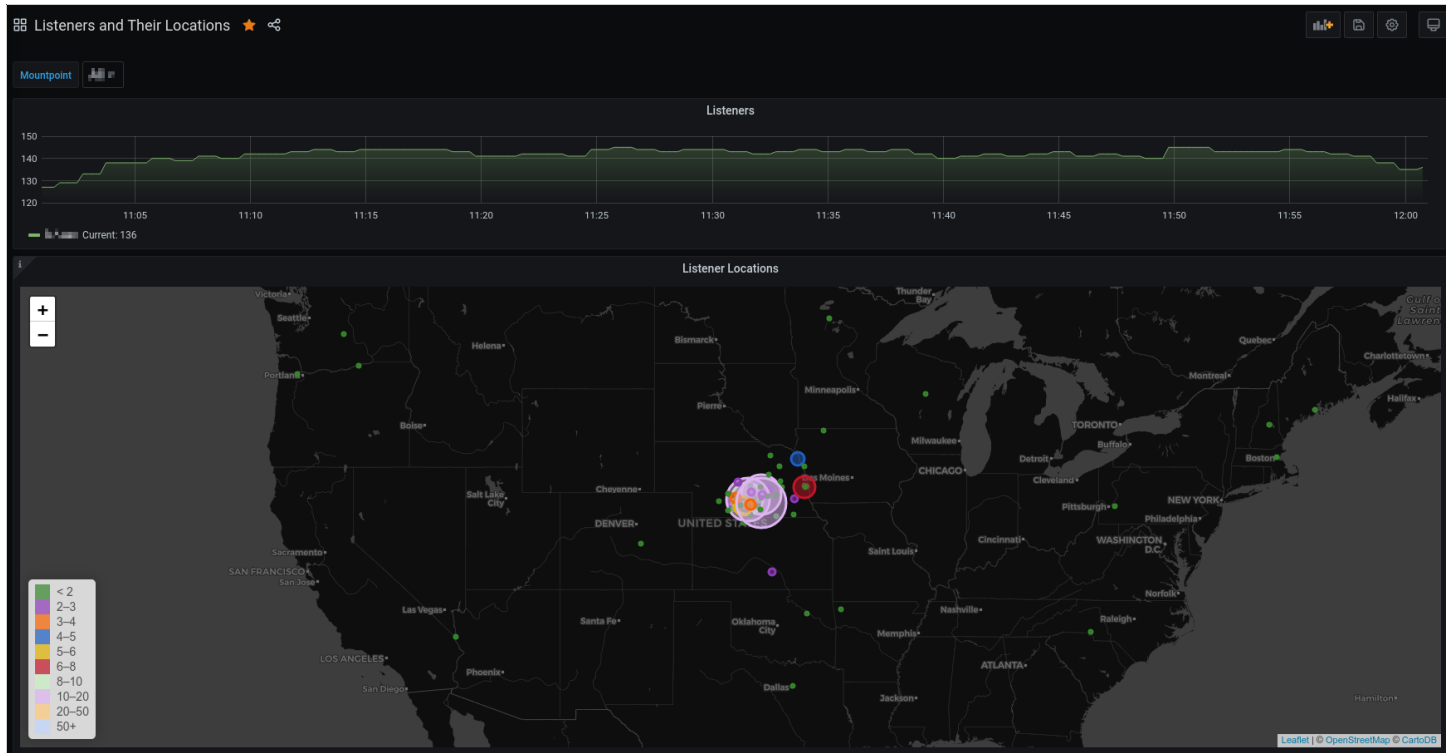 Listeners and Their Locations
Mountpoint
Listeners
150
140
130
120
11:05 11:10 11:15 11:20 11:25 11:30 11:35 11:40 11:45 11:50 11:55 12:00
Current: 136
i
Listener Locations
+
−
Victoria
Seattle
Portland
Helena
Bismarck
Thunder
Bay
Gulf o
Saint
Lawren
Quebec
Charlottetown
Montreal
Halifax
Minneapolis
Pierre
Boise
Milwaukee
TORONTO
Buffalo
Detroit
Boston
CHICAGO
Cleveland
Des Moines
Salt Lake
City
Cheyenne
NEW YORK
Pittsburgh
Philadelphia
DENVER
UNITED STATES
Cincinnati
WASHINGTON
D.C.
Sacramento
Saint Louis
SAN FRANCISCO
San Jose
Norfolk
Las Vegas
Santa Fe
Oklahoma
City
Nashville
Raleigh
Memphis
LOS ANGELES
Phoenix
ATLANTA
San Diego
Dallas
Jackson
Hamilton
< 2
2–3
3–4
4–5
5–6
6–8
8–10
10–20
20–50
50+
Leaflet | © OpenStreetMap © CartoDB